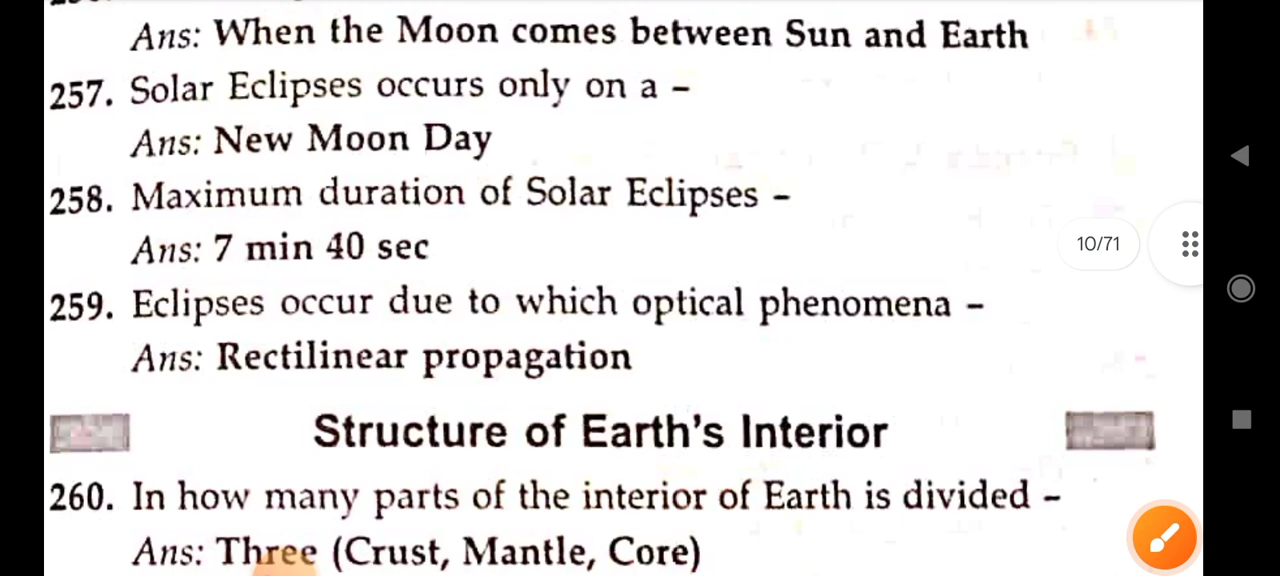 Ans: When the Moon comes between Sun and Earth
257. Solar Eclipses occurs only on a –
Ans: New Moon Day
258. Maximum duration of Solar Eclipses –
Ans: 7 min 40 sec
10/71
259. Eclipses occur due to which optical phenomena –
Ans: Rectilinear propagation
Structure of Earth's Interior
260. In how many parts of the interior of Earth is divided –
Ans: Three (Crust, Mantle, Core)